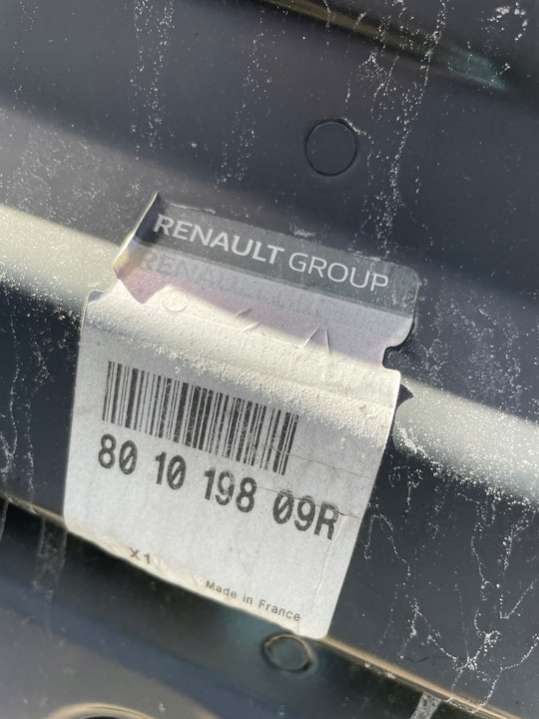 RENAULT GROUP
80 10 198 09R
X1
Made in France